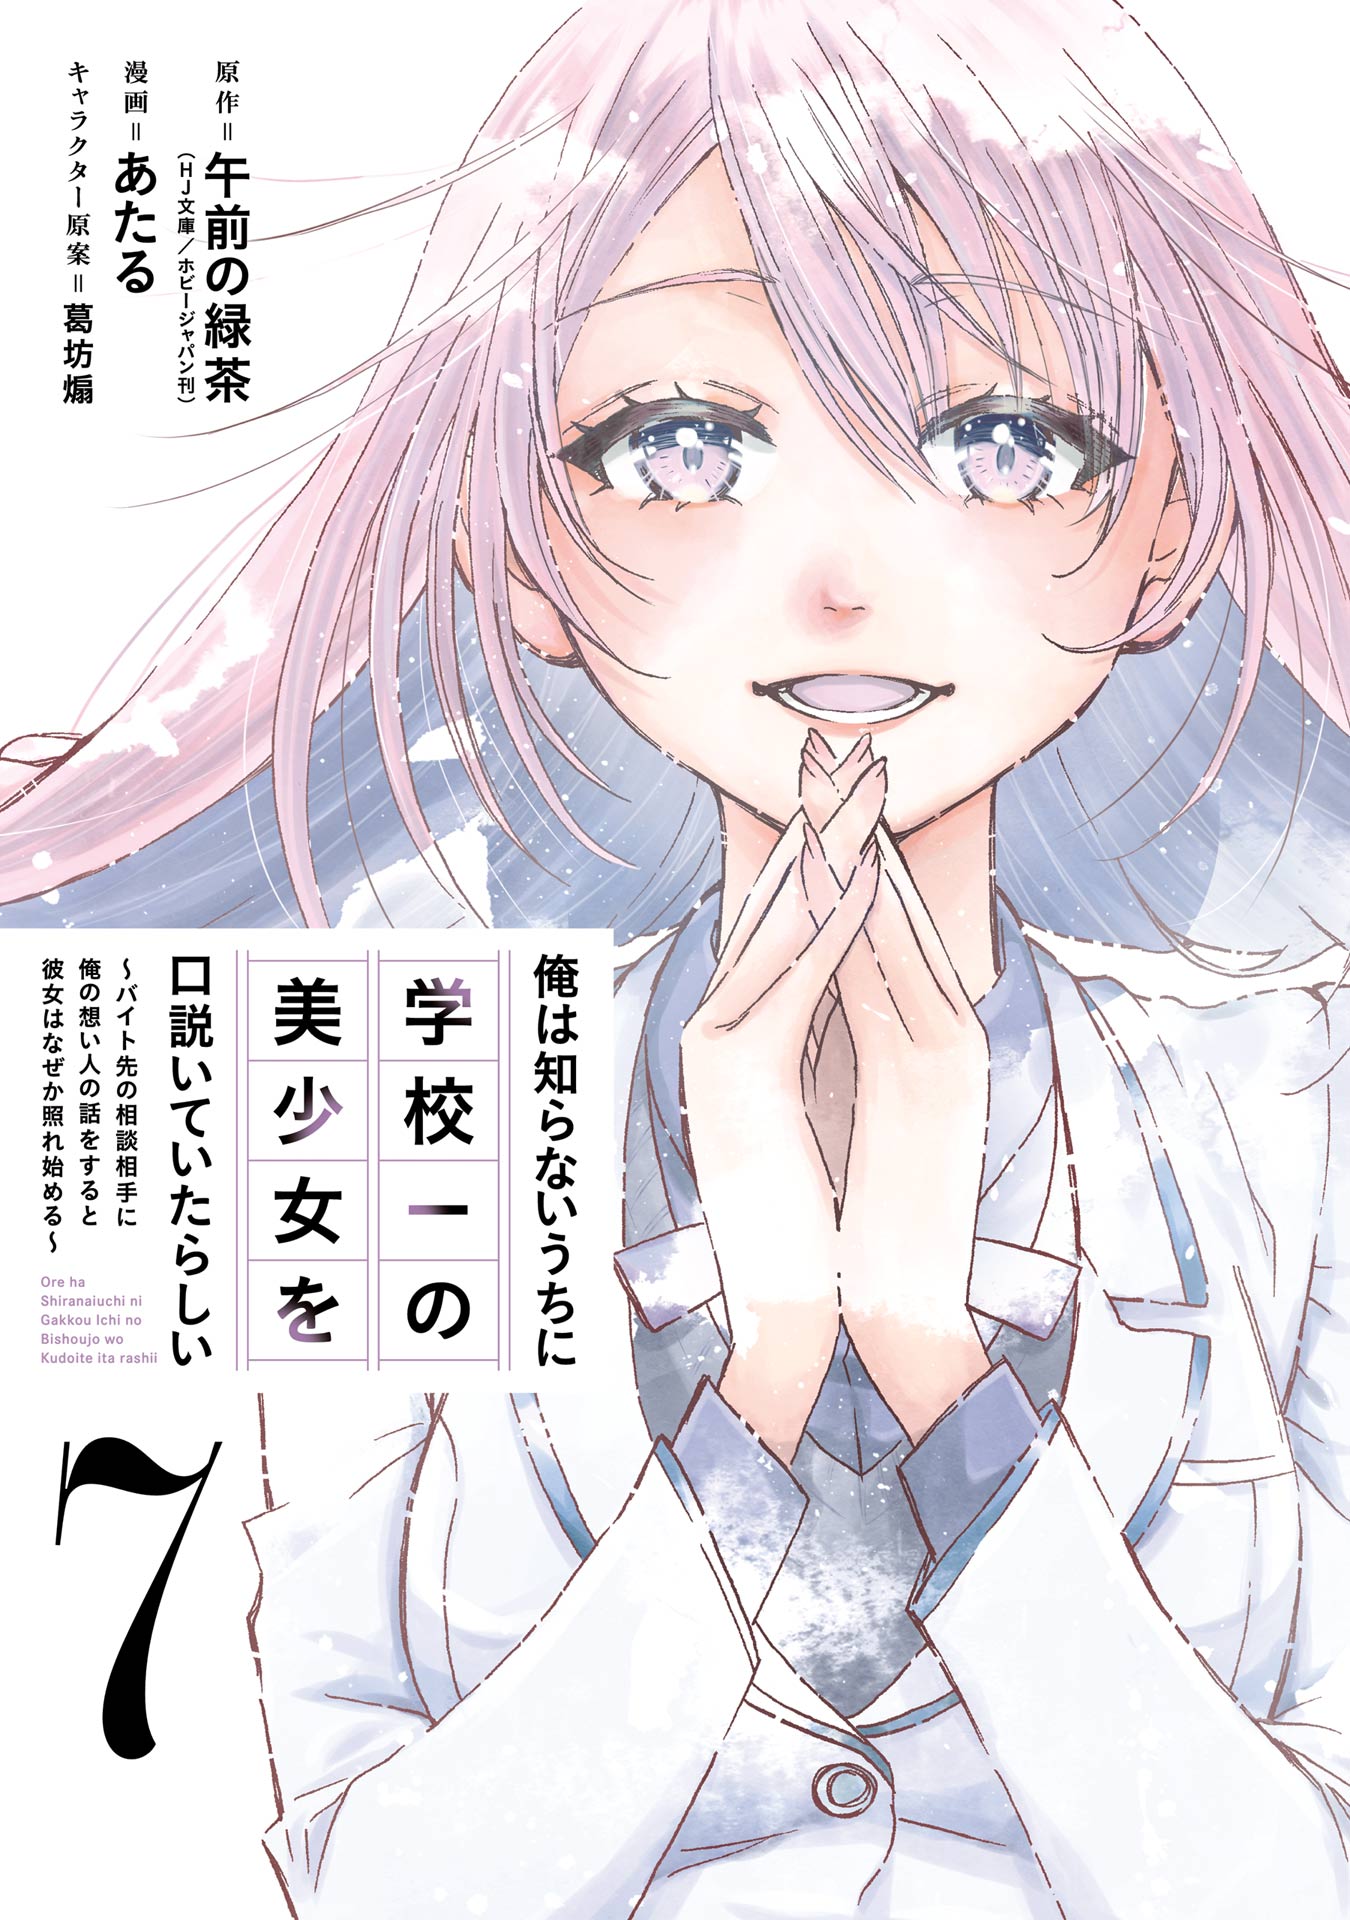 原作=午前の緑茶
(HJ文庫/ホビージャパン刊)
漫画=あたる
キャラクター原案=葛坊煽
俺は知らないうちに
学校一の
美少女を
口説いていたらしい
～バイト先の相談相手に
俺の想い人の話をすると
彼女はなぜか照れ始める～
Ore ha
Shiranaiuchi ni
Gakkou Ichi no
Bishoujo wo
Kudoite ita rashii
7